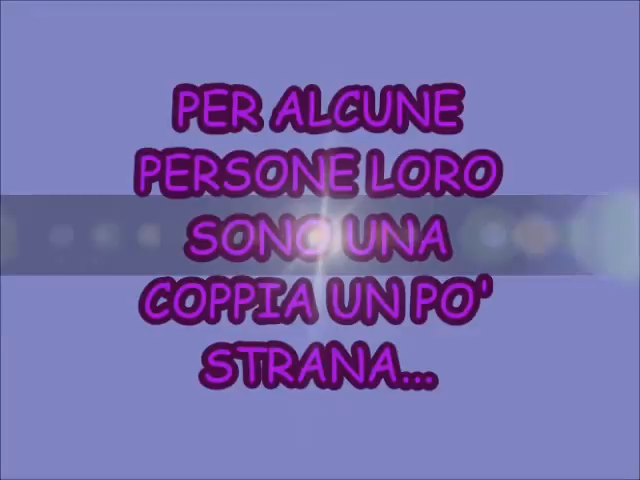 PER ALCUNE
PERSONE LORO
SONO UNA
COPPIA UN PO'
STRANA...